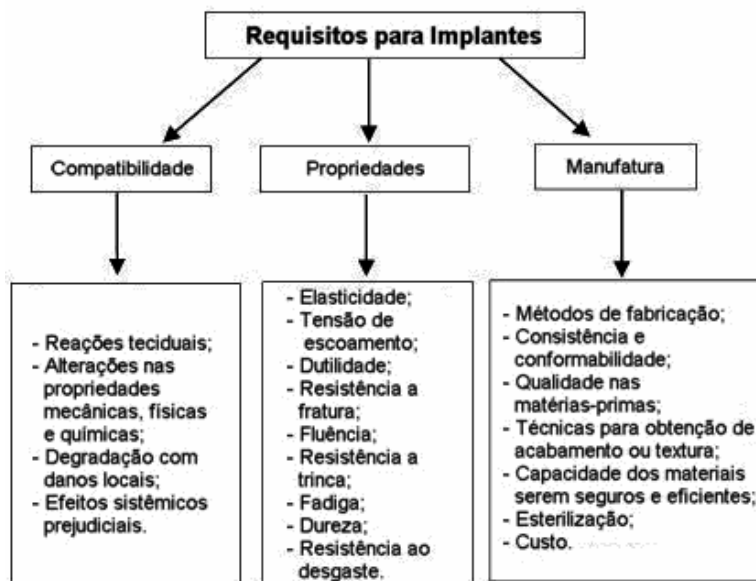 Requisitos para Implantes
Compatibilidade
Propriedades
Manufatura
- Reações teciduais;
- Alterações nas
propriedades
mecânicas, físicas
e químicas;
- Degradação com
danos locais;
- Efeitos sistêmicos
prejudiciais.
- Elasticidade;
- Tensão de
escoamento;
- Dutilidade;
- Resistência a
fratura;
- Fluência;
- Resistência a
trinca;
- Fadiga;
- Dureza;
- Resistência ao
desgaste.
- Métodos de fabricação;
- Consistência e
conformabilidade;
- Qualidade nas
matérias-primas;
- Técnicas para obtenção de
acabamento ou textura;
- Capacidade dos materiais
serem seguros e eficientes;
- Esterilização;
- Custo.